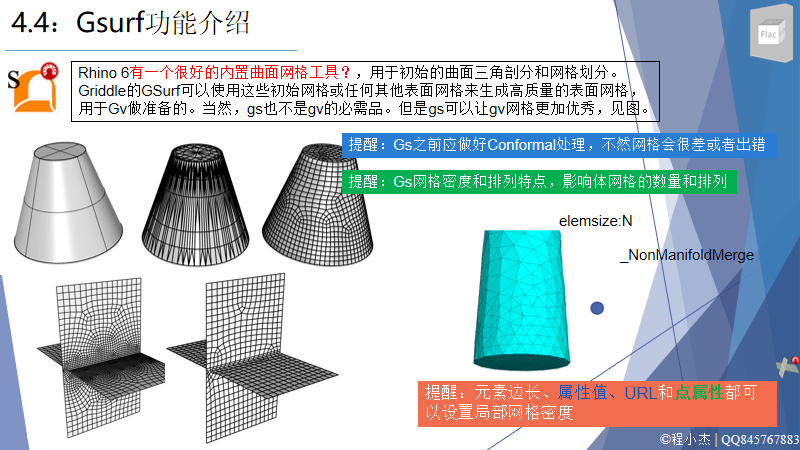 4.4：Gsurf功能介绍
Flac
S
Rhino 6有一个很好的内置曲面网格工具？，用于初始的曲面三角剖分和网格划分。
Griddle的GSurf可以使用这些初始网格或任何其他表面网格来生成高质量的表面网格，
用于Gv做准备的。当然，gs也不是gv的必需品。但是gs可以让gv网格更加优秀，见图。
提醒：Gs之前应做好Conformal处理，不然网格会很差或者出错
提醒：Gs网格密度和排列特点，影响体网格的数量和排列
elemsize:N
_NonManifoldMerge
提醒：元素边长、属性值、URL和点属性都可
以设置局部网格密度
©程小杰 | QQ845767883